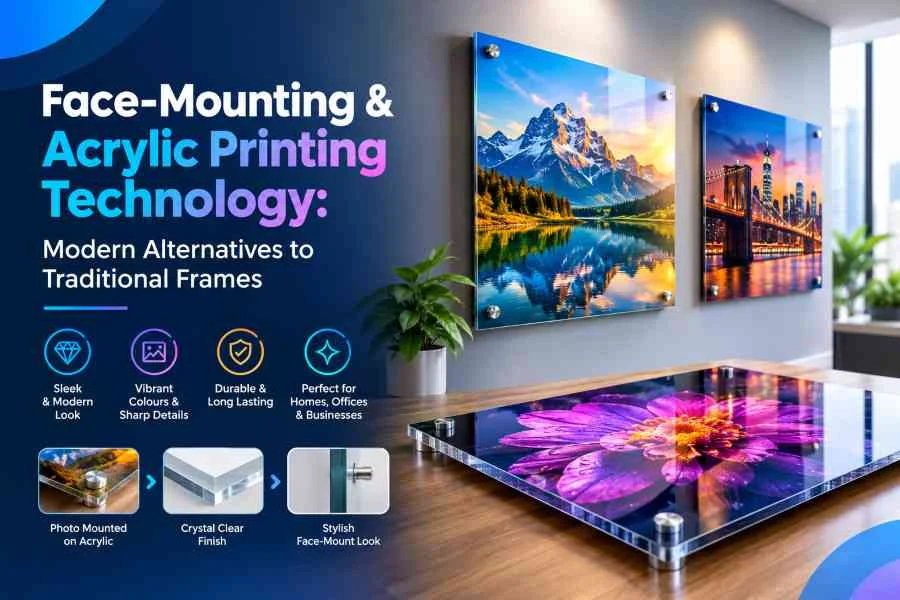 Face-Mounting &
Acrylic Printing
Technology:
Modern Alternatives to
Traditional Frames
Sleek
& Modern
Look
Vibrant
Colours &
Sharp Details
Durable &
Long Lasting
Perfect for
Homes, Offices
& Businesses
Photo Mounted
on Acrylic
Crystal Clear
Finish
Stylish
Face-Mount Look